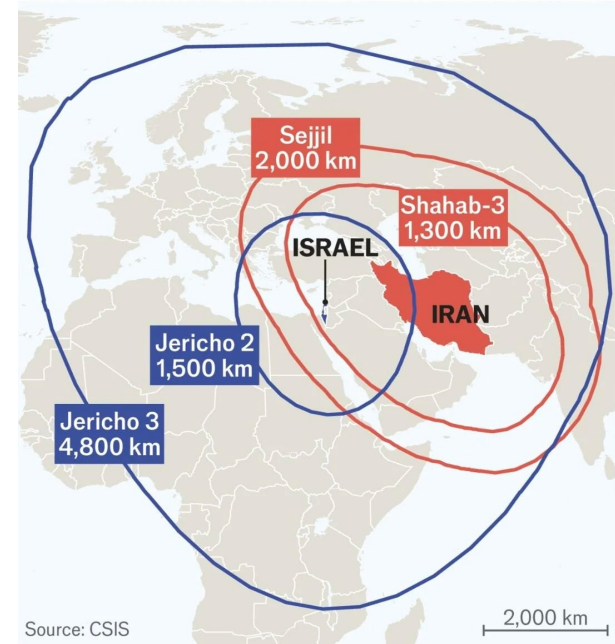 Sejjil
2,000 km
Shahab-3
1,300 km
ISRAEL
IRAN
Jericho 2
1,500 km
Jericho 3
4,800 km
2,000 km
Source: CSIS